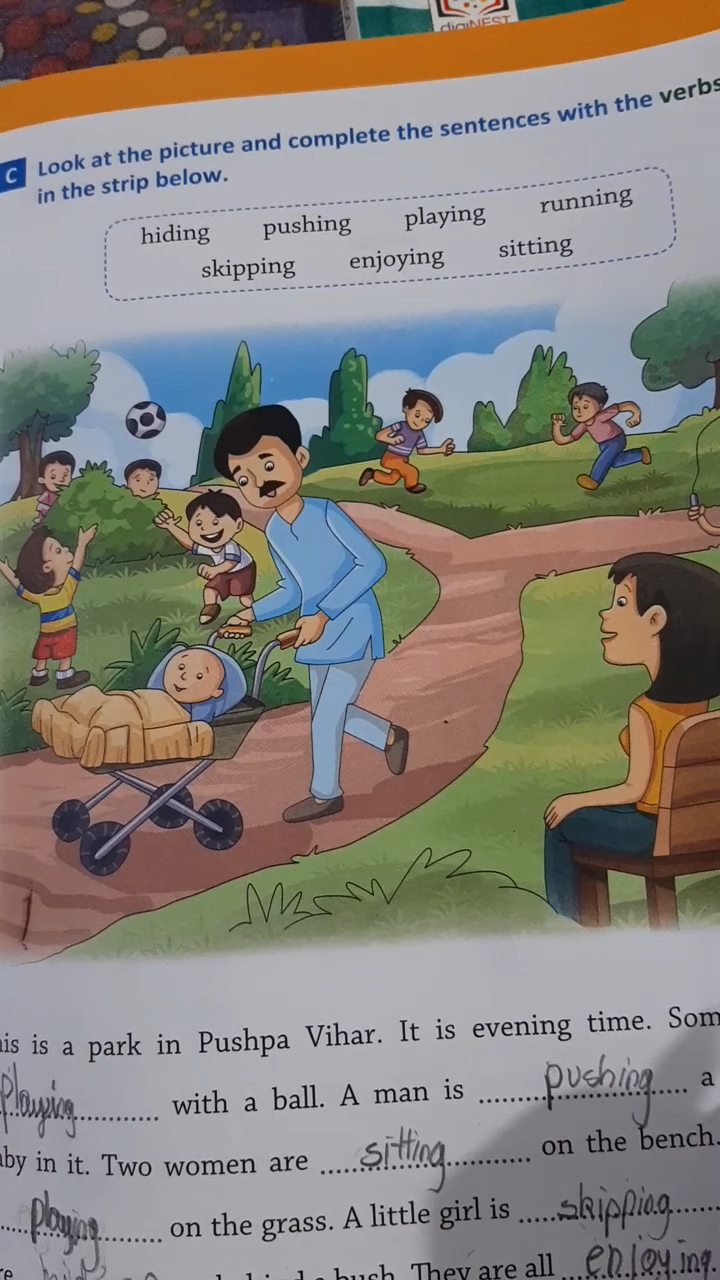 digiNEST
C Look at the picture and complete the sentences with the verbs
in the strip below.
hiding pushing playing running
skipping enjoying sitting
is is a park in Pushpa Vihar. It is evening time. Som
playing with a ball. A man is pushing a
by in it. Two women are sitting on the bench.
playing on the grass. A little girl is skipping
bush. They are all enjoying.